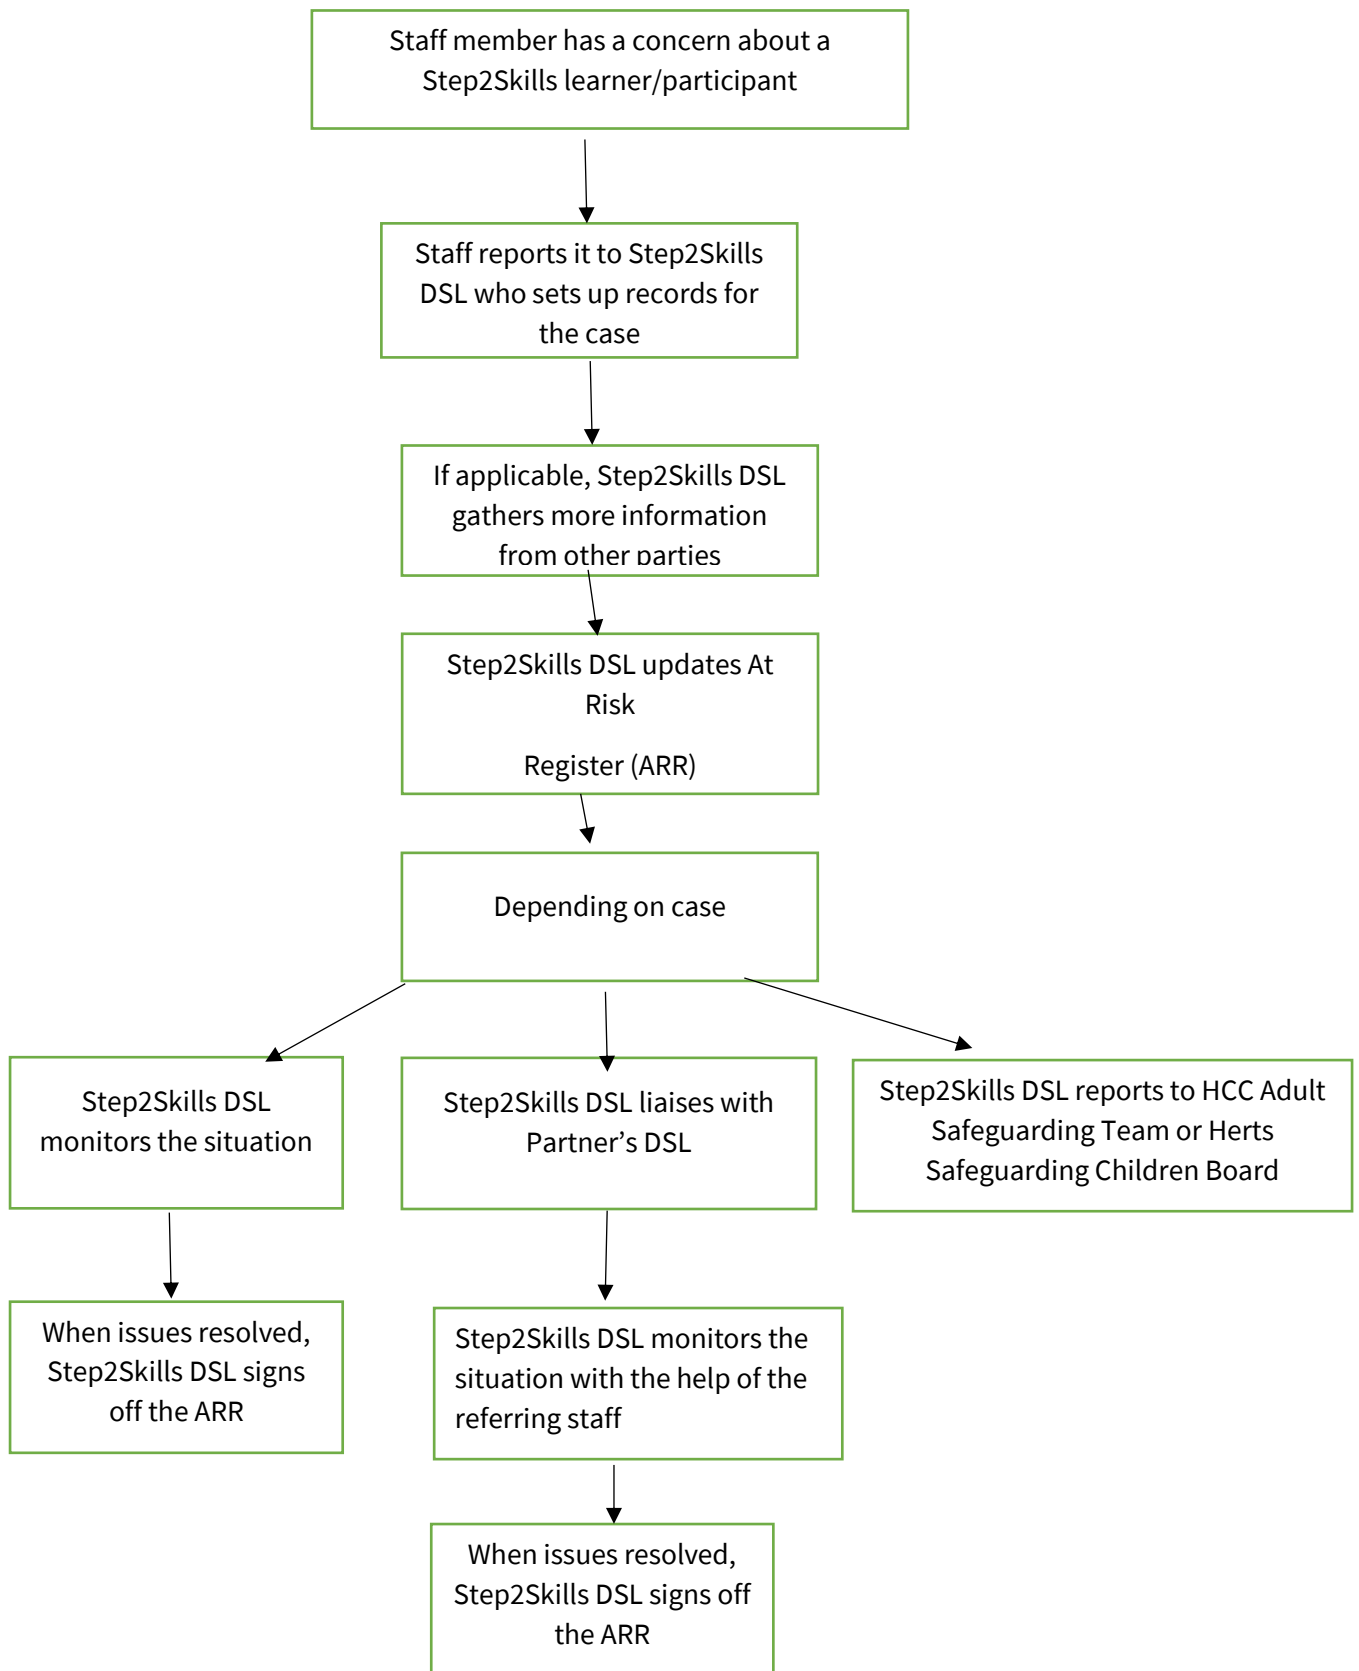 Staff member has a concern about a
Step2Skills learner/participant
Staff reports it to Step2Skills
DSL who sets up records for
the case
If applicable, Step2Skills DSL
gathers more information
from other parties
Step2Skills DSL updates At
Risk
Register (ARR)
Depending on case
Step2Skills DSL
monitors the situation
Step2Skills DSL liaises with
Partner’s DSL
Step2Skills DSL reports to HCC Adult
Safeguarding Team or Herts
Safeguarding Children Board
When issues resolved,
Step2Skills DSL signs
off the ARR
Step2Skills DSL monitors the
situation with the help of the
referring staff
When issues resolved,
Step2Skills DSL signs off
the ARR